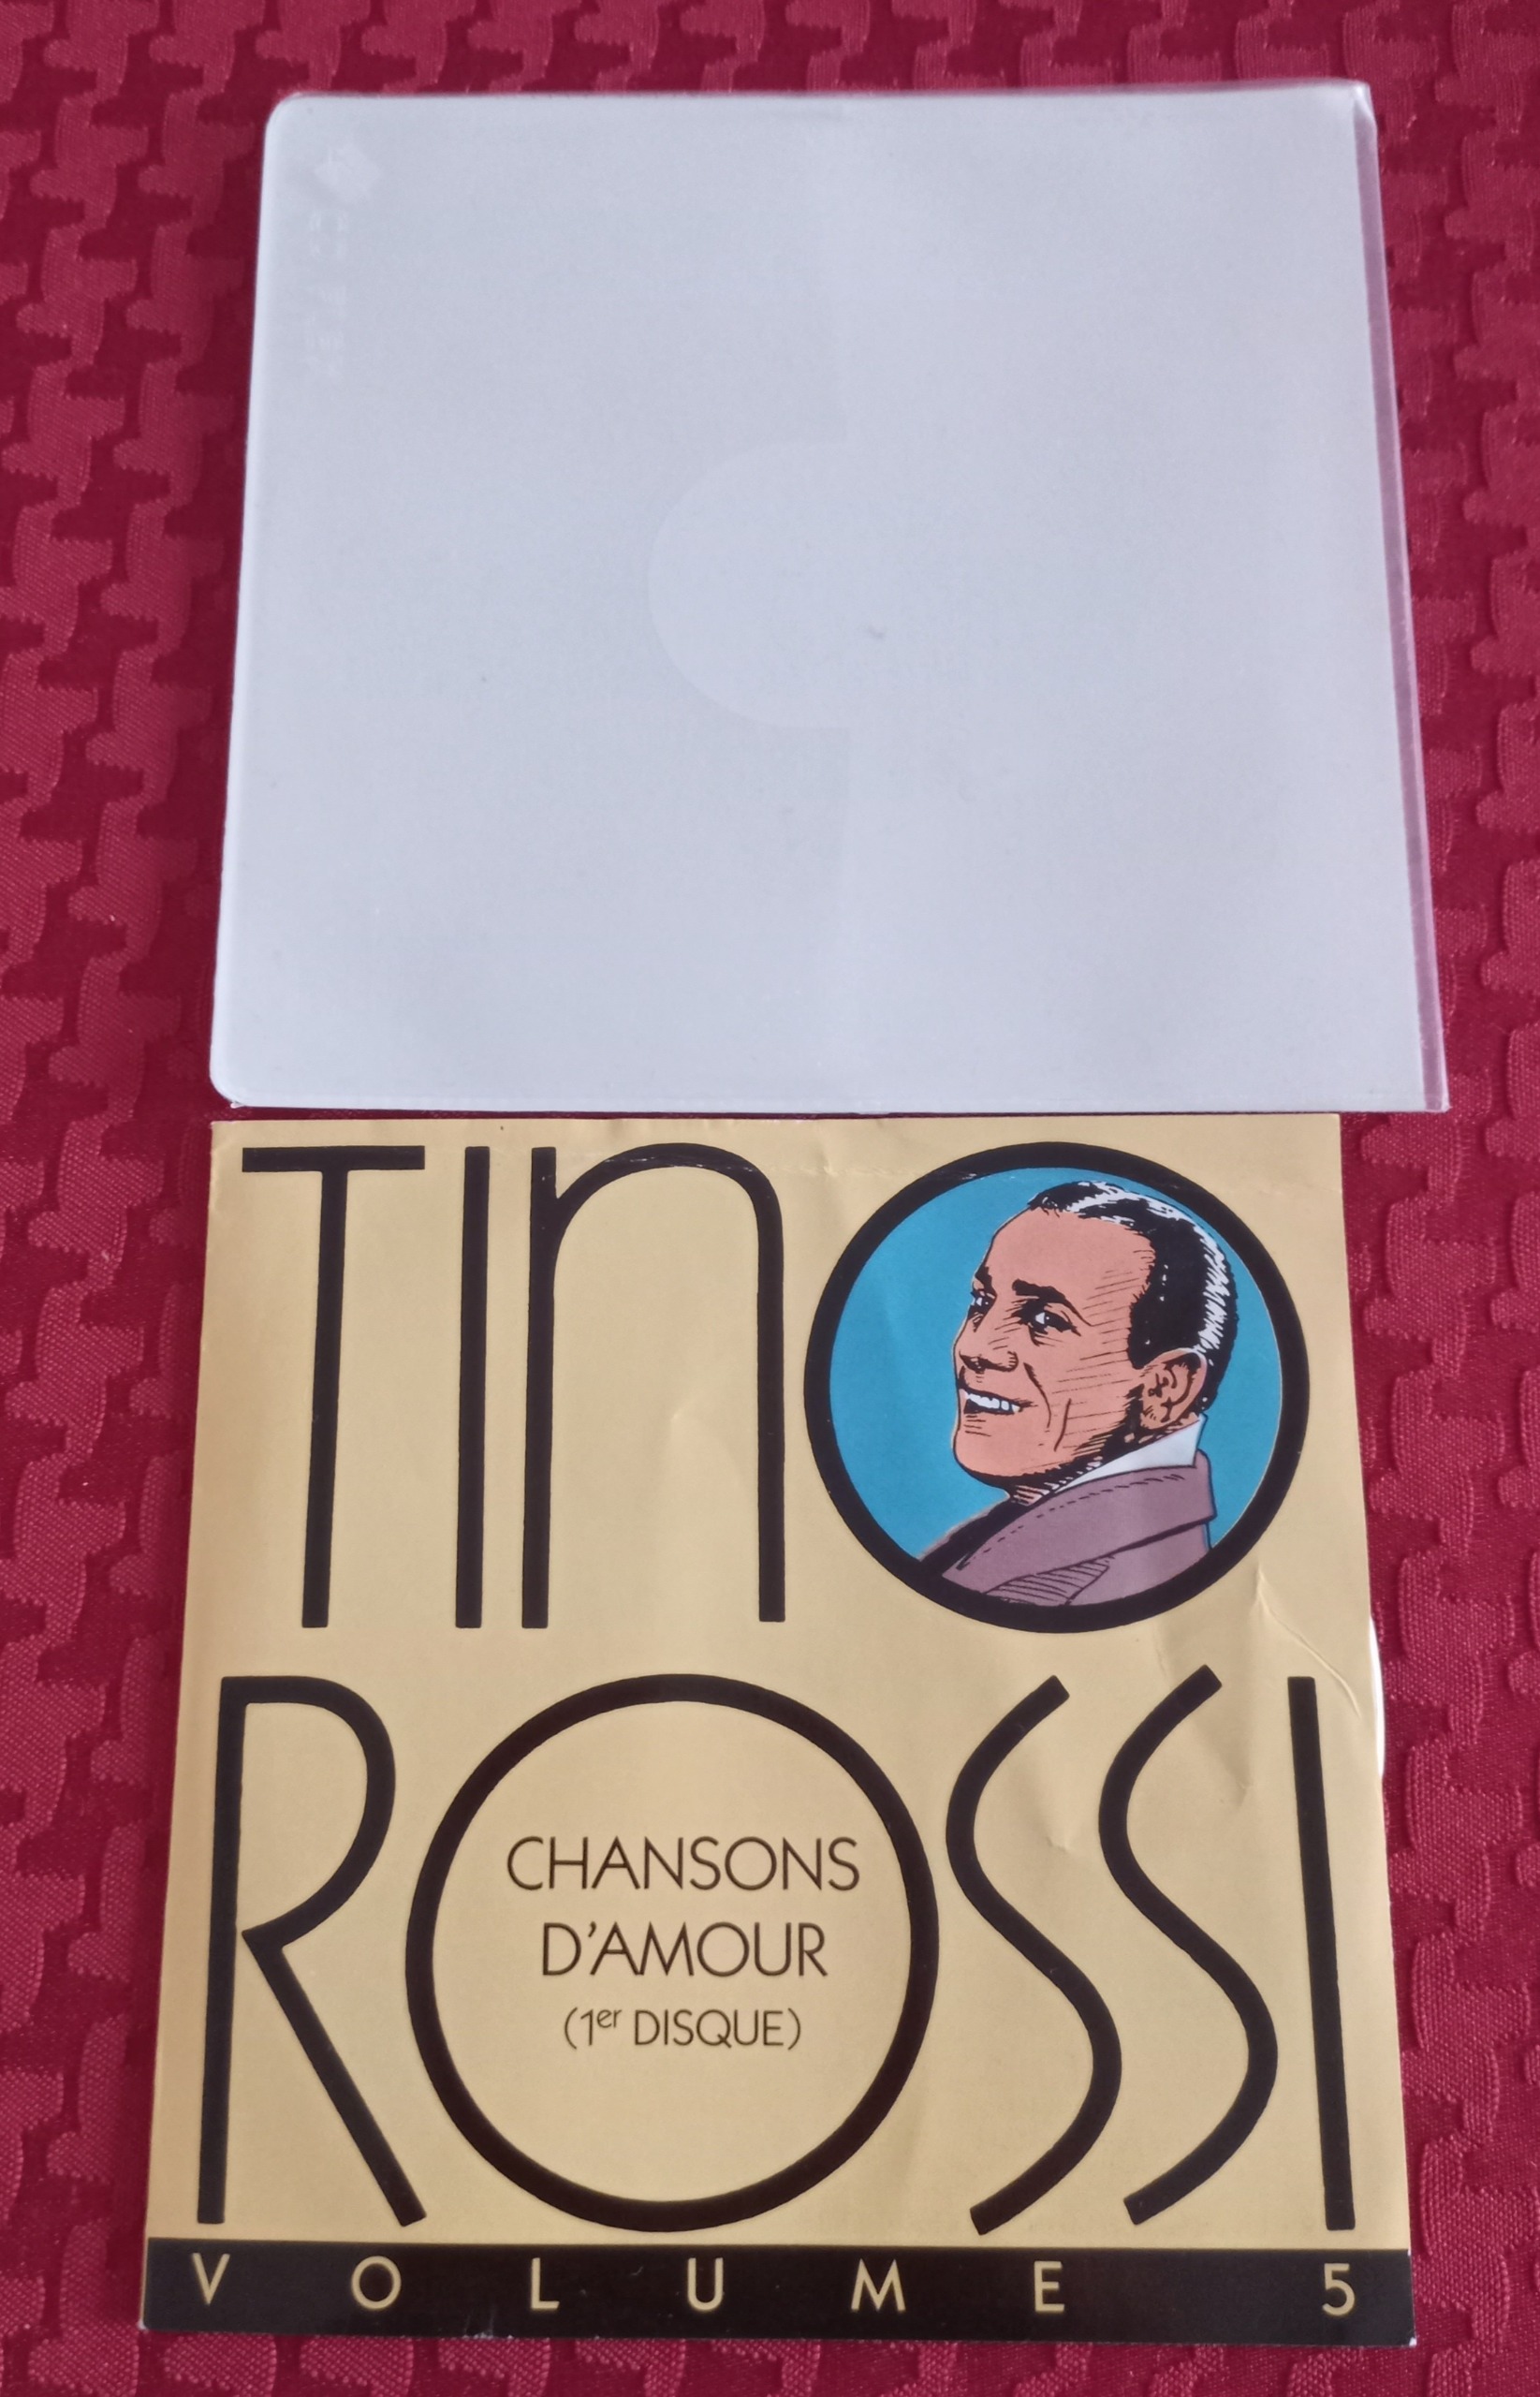 TINO
ROSSI
CHANSONS
D'AMOUR
(1er DISQUE)
VOLUME 5